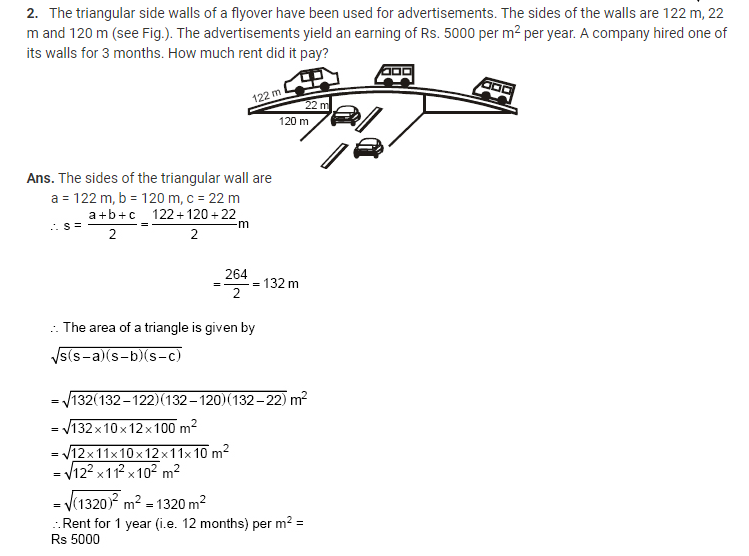 2. The triangular side walls of a flyover have been used for advertisements. The sides of the walls are 122 m, 22
m and 120 m (see Fig.). The advertisements yield an earning of Rs. 5000 per m² per year. A company hired one of
its walls for 3 months. How much rent did it pay?
122 m
22 m
120 m
Ans. The sides of the triangular wall are
a = 122 m, b = 120 m, c = 22 m
∴ s = (a+b+c)/2 = (122+120+22)/2 m
= 264/2 = 132 m
∴ The area of a triangle is given by
√(s(s−a)(s−b)(s−c))
= √(132(132−122)(132−120)(132−22)) m²
= √(132×10×12×100) m²
= √(12×11×10×12×11×10) m²
= √(12²×11²×10²) m²
= √((1320)²) m² = 1320 m²
∴ Rent for 1 year (i.e. 12 months) per m² =
Rs 5000